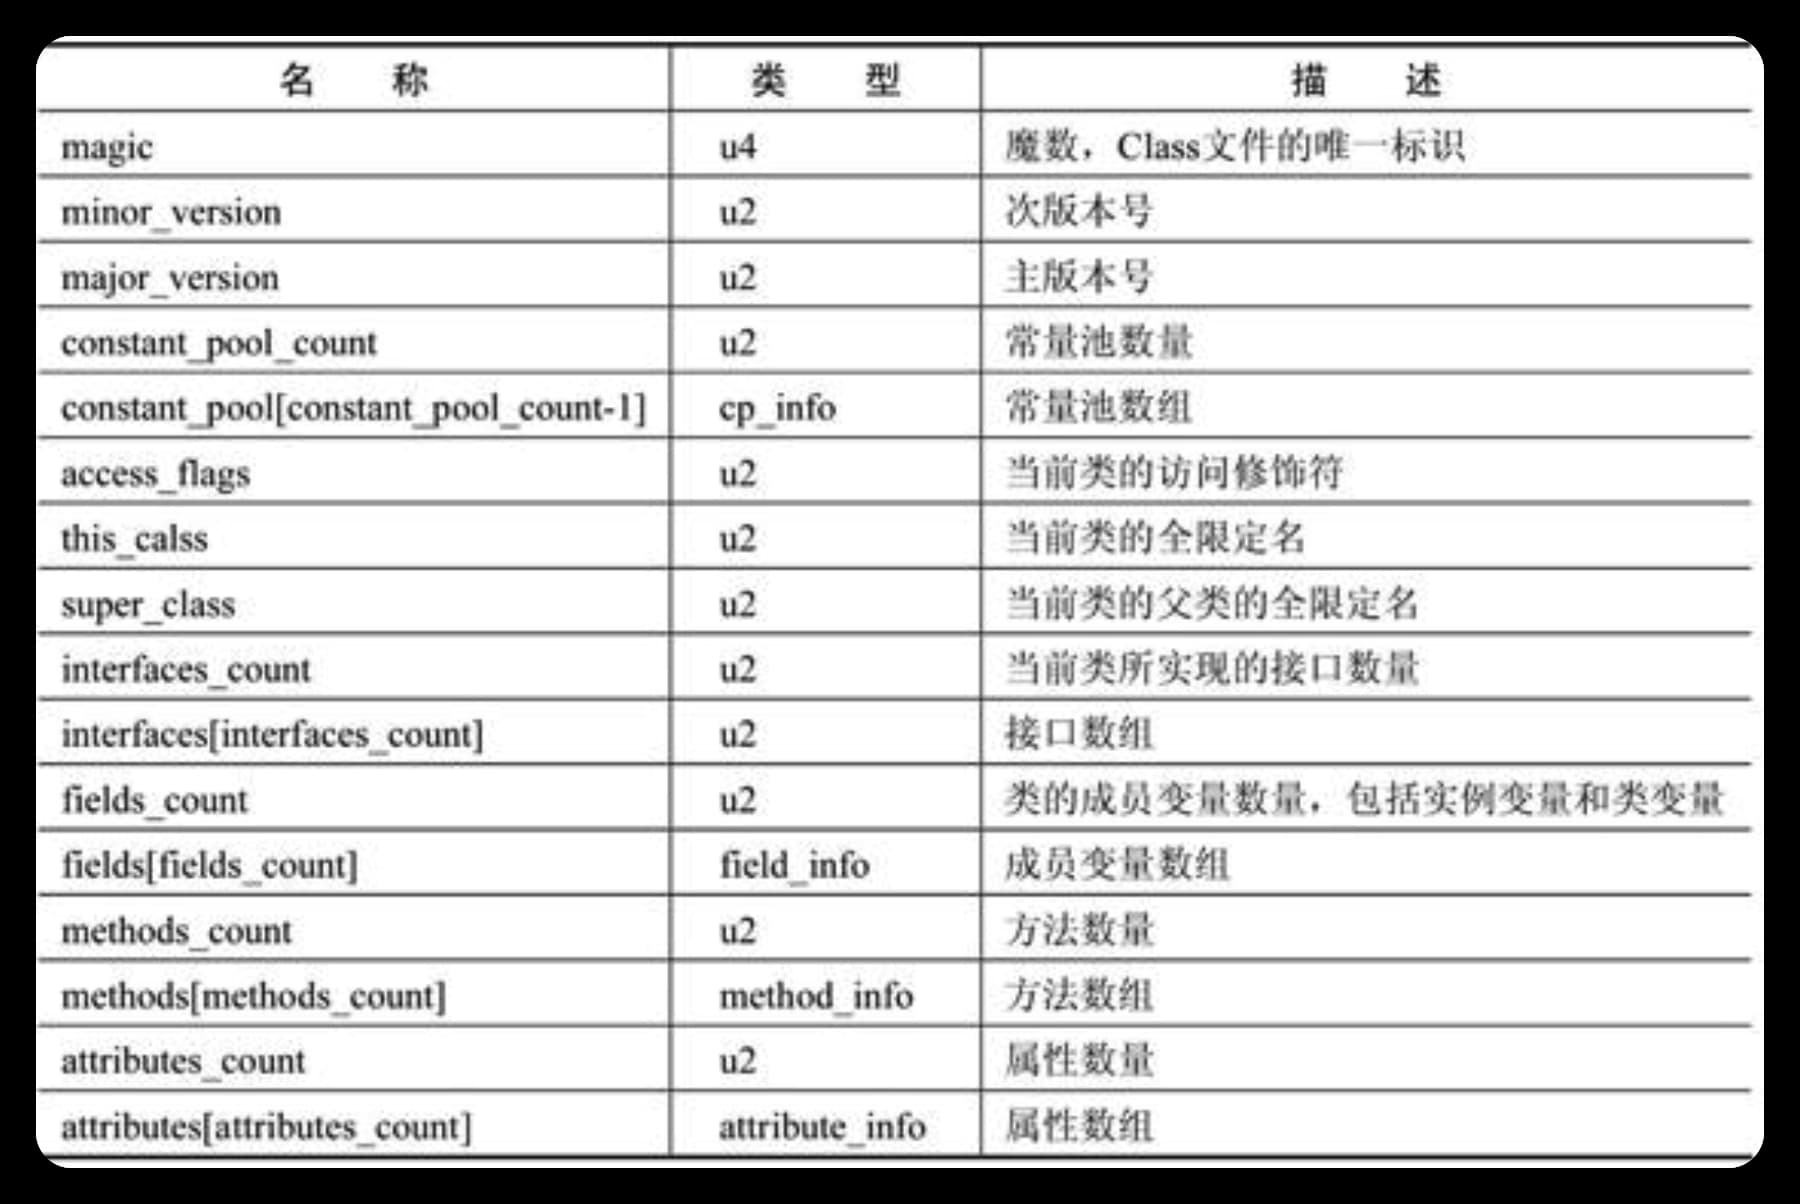 名 称 类 型 描 述
magic u4 魔数，Class文件的唯一标识
minor_version u2 次版本号
major_version u2 主版本号
constant_pool_count u2 常量池数量
constant_pool[constant_pool_count-1] cp_info 常量池数组
access_flags u2 当前类的访问修饰符
this_calss u2 当前类的全限定名
super_class u2 当前类的父类的全限定名
interfaces_count u2 当前类所实现的接口数量
interfaces[interfaces_count] u2 接口数组
fields_count u2 类的成员变量数量，包括实例变量和类变量
fields[fields_count] field_info 成员变量数组
methods_count u2 方法数量
methods[methods_count] method_info 方法数组
attributes_count u2 属性数量
attributes[attributes_count] attribute_info 属性数组